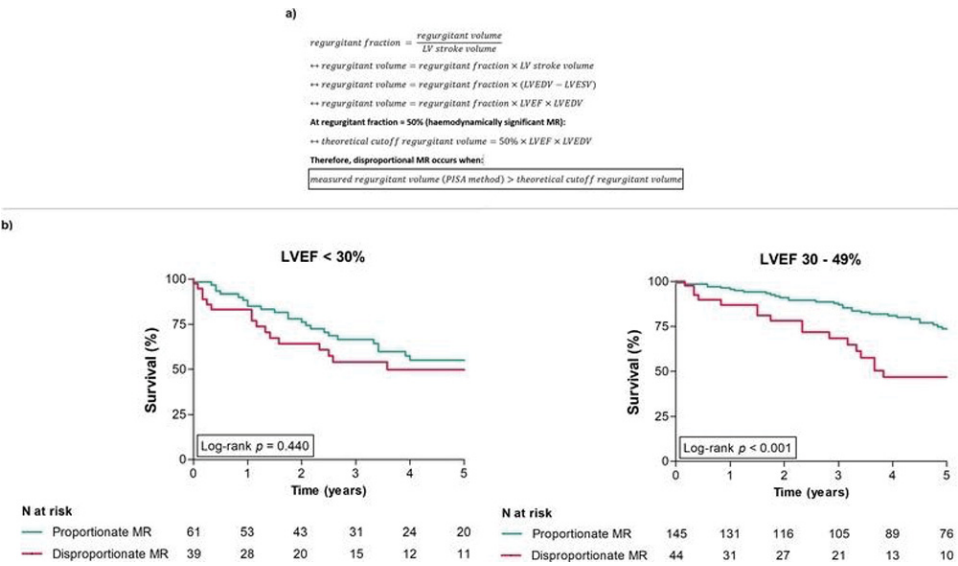 a)
regurgitant fraction = regurgitant volume / LV stroke volume
↔ regurgitant volume = regurgitant fraction × LV stroke volume
↔ regurgitant volume = regurgitant fraction × (LVEDV − LVESV)
↔ regurgitant volume = regurgitant fraction × LVEF × LVEDV
At regurgitant fraction = 50% (haemodynamically significant MR):
↔ theoretical cutoff regurgitant volume = 50% × LVEF × LVEDV
Therefore, disproportional MR occurs when:
measured regurgitant volume (PISA method) > theoretical cutoff regurgitant volume
b)
LVEF < 30%
Survival (%)
100
75
50
25
0
Log-rank p = 0.440
0 1 2 3 4 5
Time (years)
N at risk
Proportionate MR 61 53 43 31 24 20
Disproportionate MR 39 28 20 15 12 11
LVEF 30 - 49%
Survival (%)
100
75
50
25
0
Log-rank p < 0.001
0 1 2 3 4 5
Time (years)
N at risk
Proportionate MR 145 131 116 105 89 76
Disproportionate MR 44 31 27 21 13 10